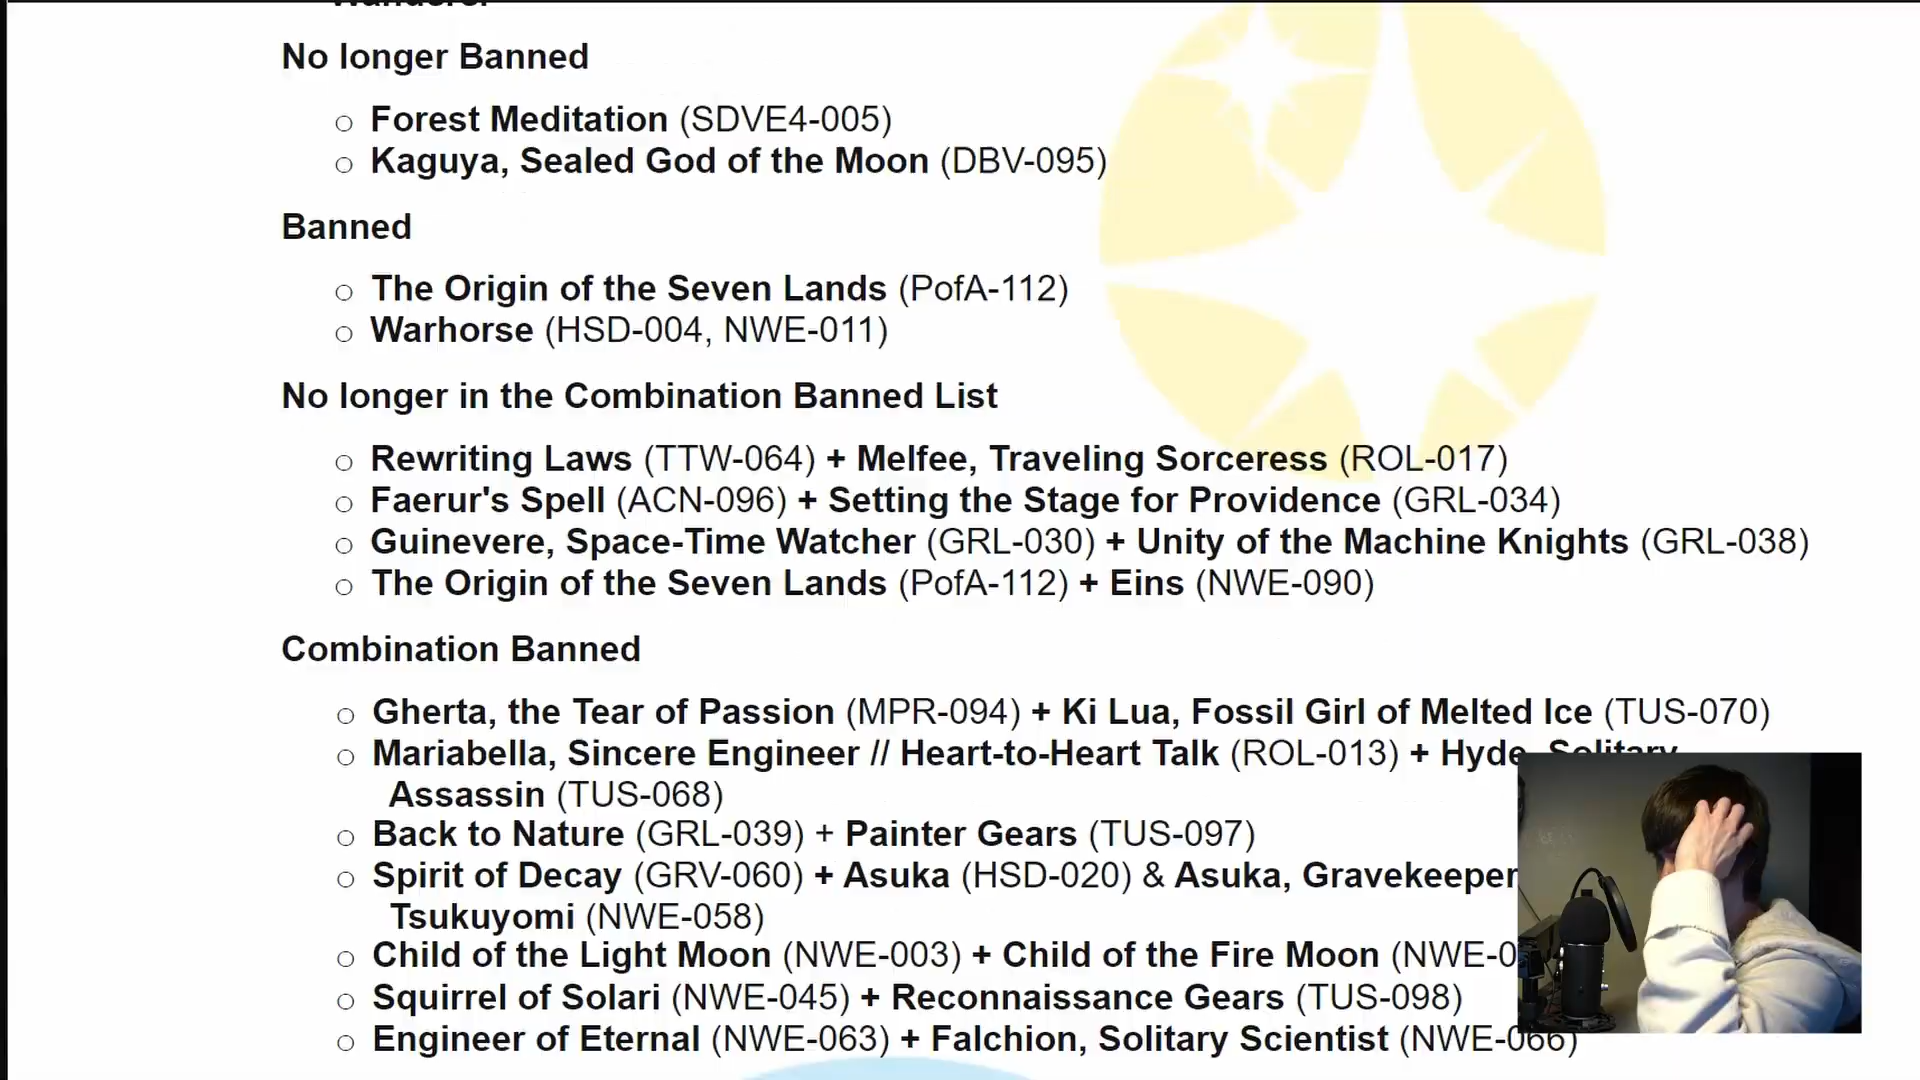 No longer Banned
Forest Meditation (SDVE4-005)
Kaguya, Sealed God of the Moon (DBV-095)
Banned
The Origin of the Seven Lands (PofA-112)
Warhorse (HSD-004, NWE-011)
No longer in the Combination Banned List
Rewriting Laws (TTW-064) + Melfee, Traveling Sorceress (ROL-017)
Faerur's Spell (ACN-096) + Setting the Stage for Providence (GRL-034)
Guinevere, Space-Time Watcher (GRL-030) + Unity of the Machine Knights (GRL-038)
The Origin of the Seven Lands (PofA-112) + Eins (NWE-090)
Combination Banned
Gherta, the Tear of Passion (MPR-094) + Ki Lua, Fossil Girl of Melted Ice (TUS-070)
Mariabella, Sincere Engineer // Heart-to-Heart Talk (ROL-013) + Hyde, Solitary
Assassin (TUS-068)
Back to Nature (GRL-039) + Painter Gears (TUS-097)
Spirit of Decay (GRV-060) + Asuka (HSD-020) & Asuka, Gravekeeper
Tsukuyomi (NWE-058)
Child of the Light Moon (NWE-003) + Child of the Fire Moon (NWE-0
Squirrel of Solari (NWE-045) + Reconnaissance Gears (TUS-098)
Engineer of Eternal (NWE-063) + Falchion, Solitary Scientist (NWE-066)